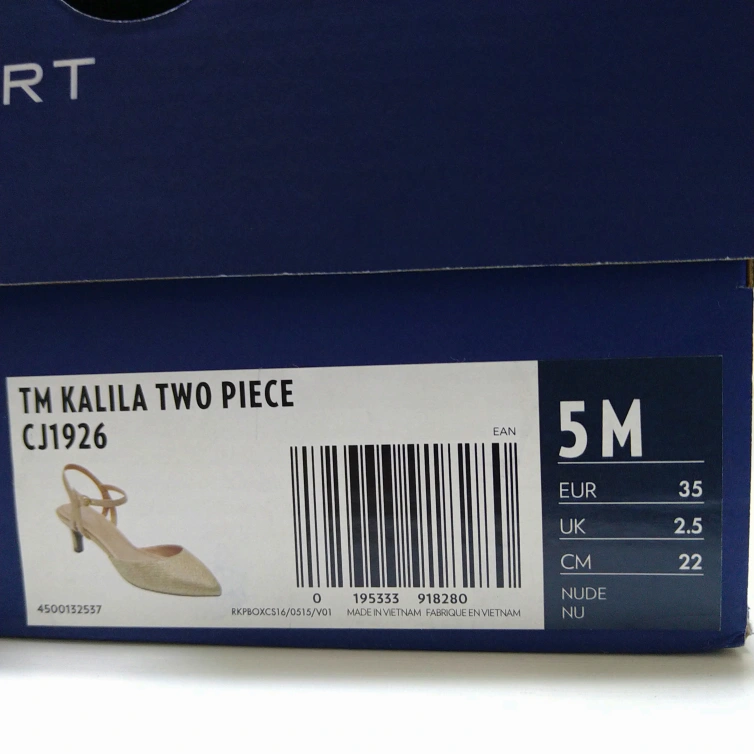 RT
TM KALILA TWO PIECE
CJ1926
EAN
0 195333 918280
4500132537
RKPBOXCS16/0515/V01 MADE IN VIETNAM FABRIQUE EN VIETNAM
5 M
EUR 35
UK 2.5
CM 22
NUDE
NU